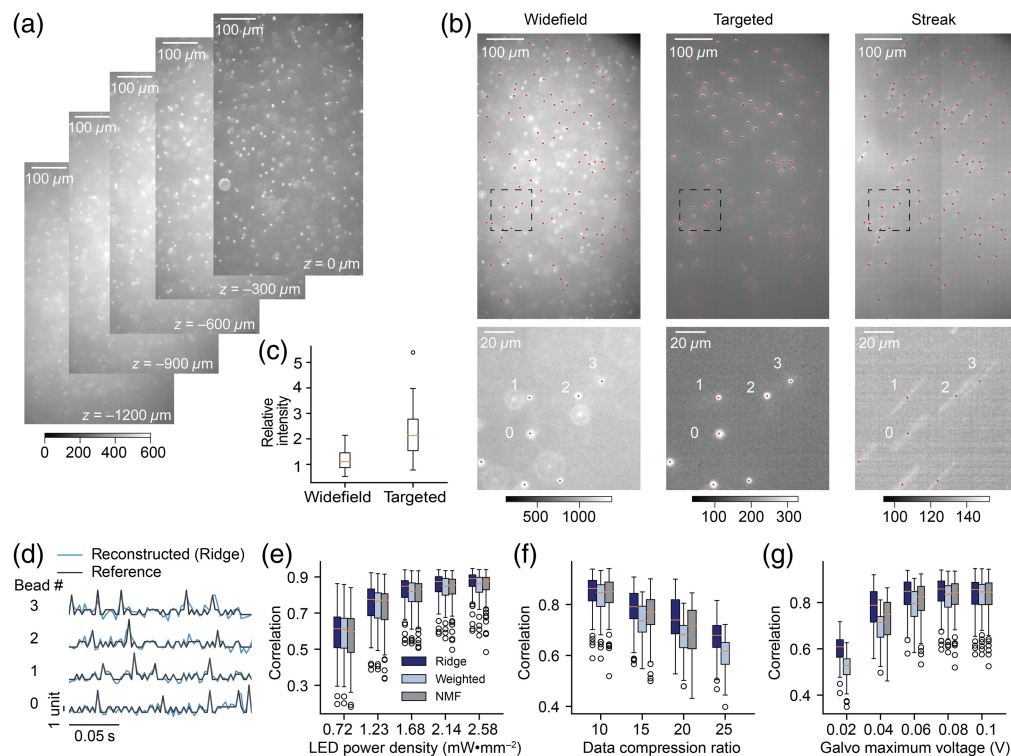 (a)
100 μm
100 μm
100 μm
100 μm
100 μm
z = 0 μm
z = –300 μm
z = –600 μm
z = –900 μm
z = –1200 μm
0 200 400 600
(b)
Widefield Targeted Streak
100 μm 100 μm 100 μm
20 μm 20 μm 20 μm
1 2 3 0
1 2 3 0
1 2 3 0
500 1000
100 200 300
100 120 140
(c)
Relative
intensity
5
4
3
2
1
Widefield Targeted
(d)
Reconstructed (Ridge)
Reference
Bead #
3
2
1
0
1 unit
0.05 s
(e)
Correlation
0.9
0.7
0.5
0.3
Ridge
Weighted
NMF
0.72 1.23 1.68 2.14 2.58
LED power density (mW•mm–2)
(f)
Correlation
0.8
0.6
0.4
10 15 20 25
Data compression ratio
(g)
Correlation
0.8
0.6
0.4
0.02 0.04 0.06 0.08 0.1
Galvo maximum voltage (V)